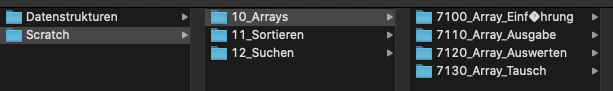 Datenstrukturen
Scratch
10_Arrays
11_Sortieren
12_Suchen
7100_Array_Einf�hrung
7110_Array_Ausgabe
7120_Array_Auswerten
7130_Array_Tausch